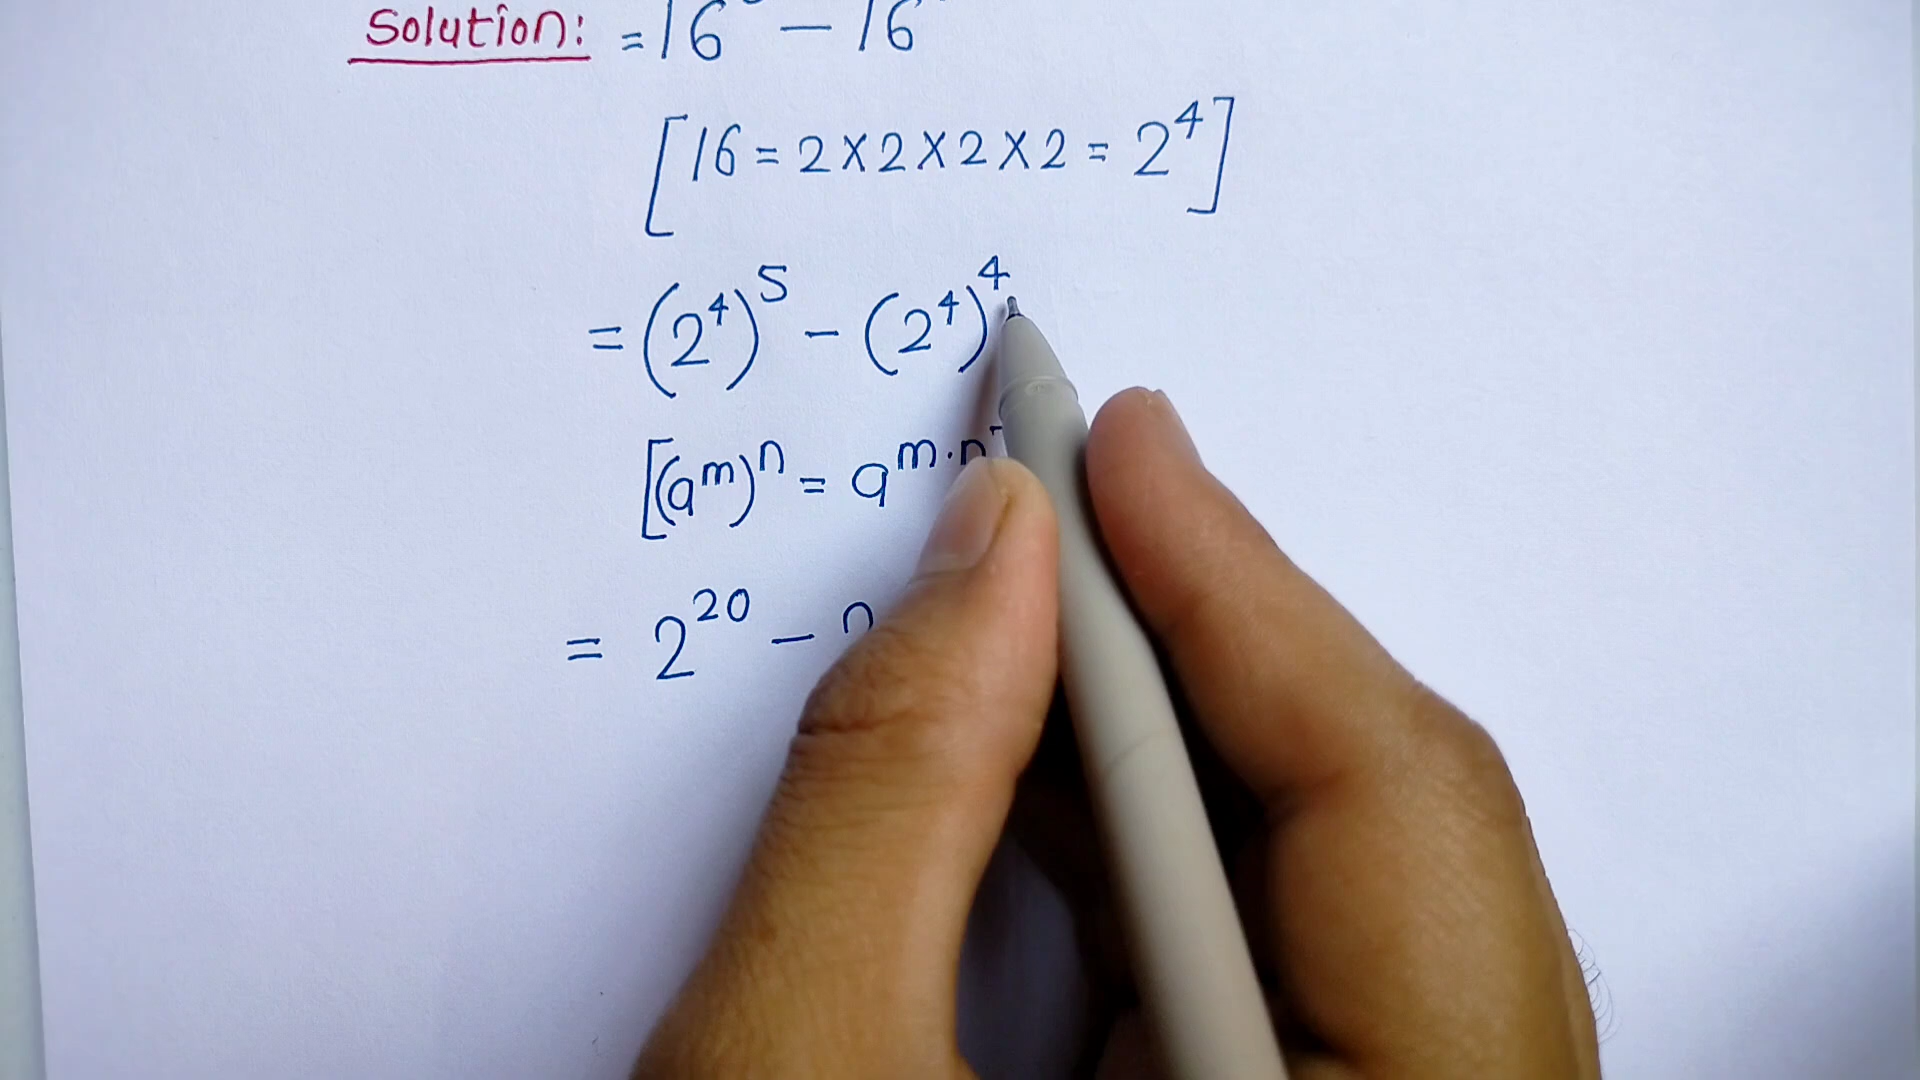 Solution: = 16 - 16
[16 = 2 × 2 × 2 × 2 = 2⁴]
= (2⁴)⁵ - (2⁴)⁴
[(aᵐ)ⁿ = aᵐ·ⁿ
= 2²⁰ -